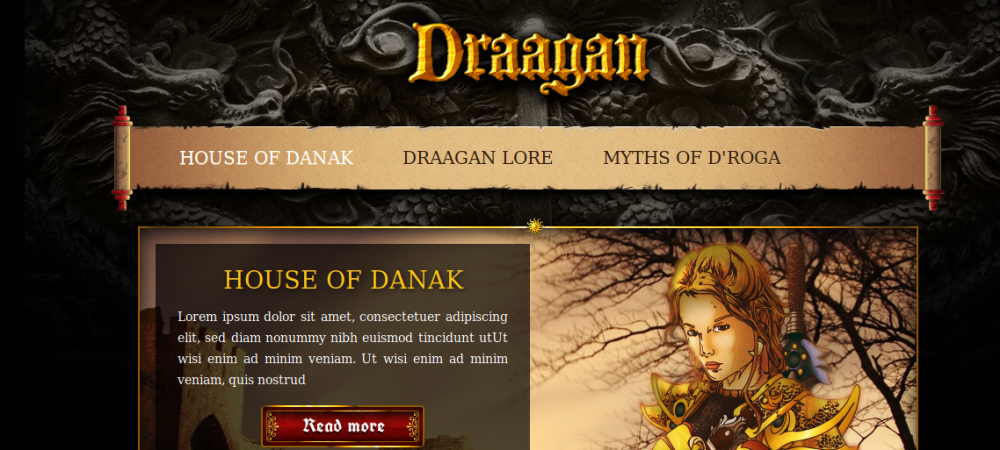 Draagan
HOUSE OF DANAK DRAAGAN LORE MYTHS OF D'ROGA
HOUSE OF DANAK
Lorem ipsum dolor sit amet, consectetuer adipiscing
elit, sed diam nonummy nibh euismod tincidunt utUt
wisi enim ad minim veniam. Ut wisi enim ad minim
veniam, quis nostrud
Read more